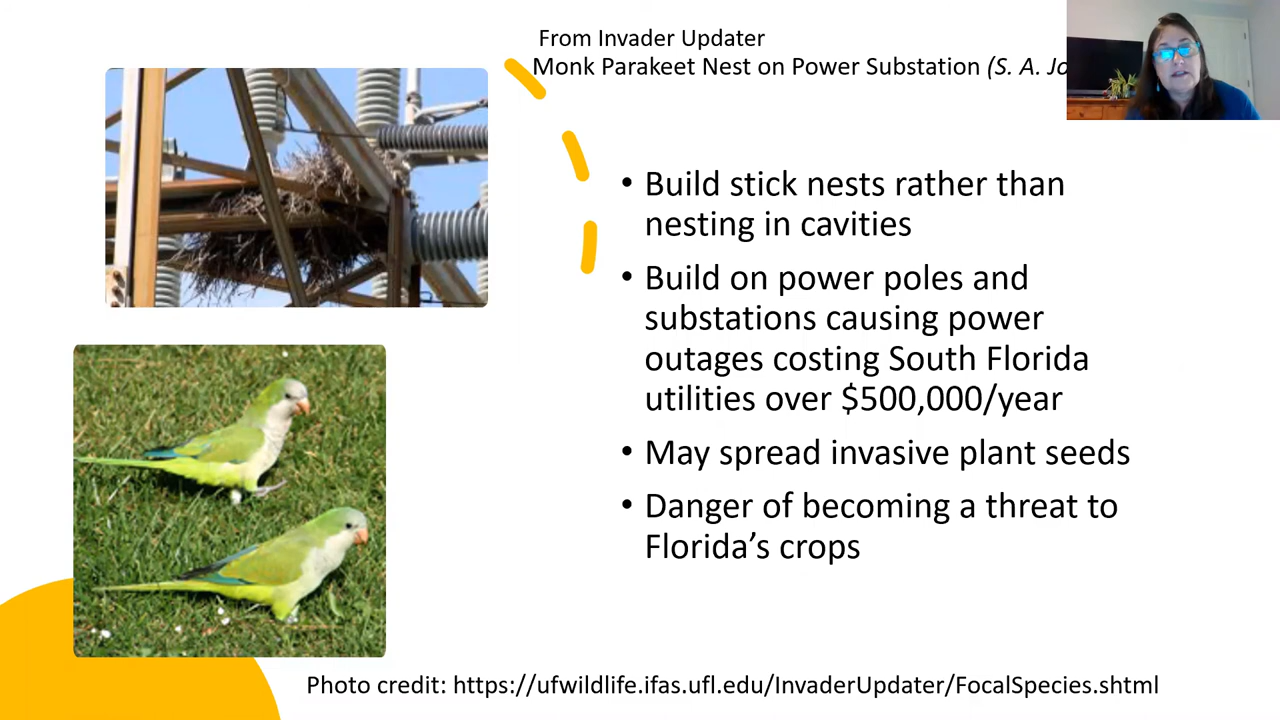 From Invader Updater
Monk Parakeet Nest on Power Substation (S. A.
• Build stick nests rather than
nesting in cavities
• Build on power poles and
substations causing power
outages costing South Florida
utilities over $500,000/year
• May spread invasive plant seeds
• Danger of becoming a threat to
Florida’s crops
Photo credit: https://ufwildlife.ifas.ufl.edu/InvaderUpdater/FocalSpecies.shtml